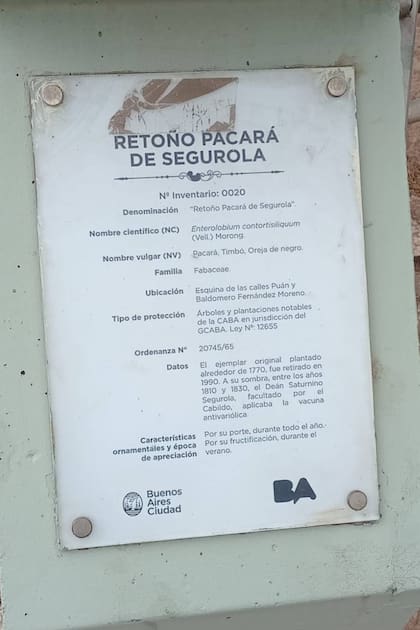 RETOÑO PACARÁ
DE SEGUROLA
Nº Inventario: 0020
Denominación "Retoño Pacará de Segurola".
Nombre científico (NC) Enterolobium contortisiliquum
(Vell.) Morong.
Nombre vulgar (NV) Pacará, Timbó, Oreja de negro.
Familia Fabaceae.
Ubicación Esquina de las calles Puán y
Baldomero Fernández Moreno.
Tipo de protección Árboles y plantaciones notables
de la CABA en jurisdicción del
GCABA. Ley Nº: 12655
Ordenanza Nº 20745/65
Datos El ejemplar original plantado
alrededor de 1770, fue retirado en
1990. A su sombra, entre los años
1810 y 1830, el Deán Saturnino
Segurola, facultado por el
Cabildo, aplicaba la vacuna
antivariólica.
Características Por su porte, durante todo el año.
ornamentales y época Por su fructificación, durante el
de apreciación verano.
Buenos
Aires
Ciudad
BA